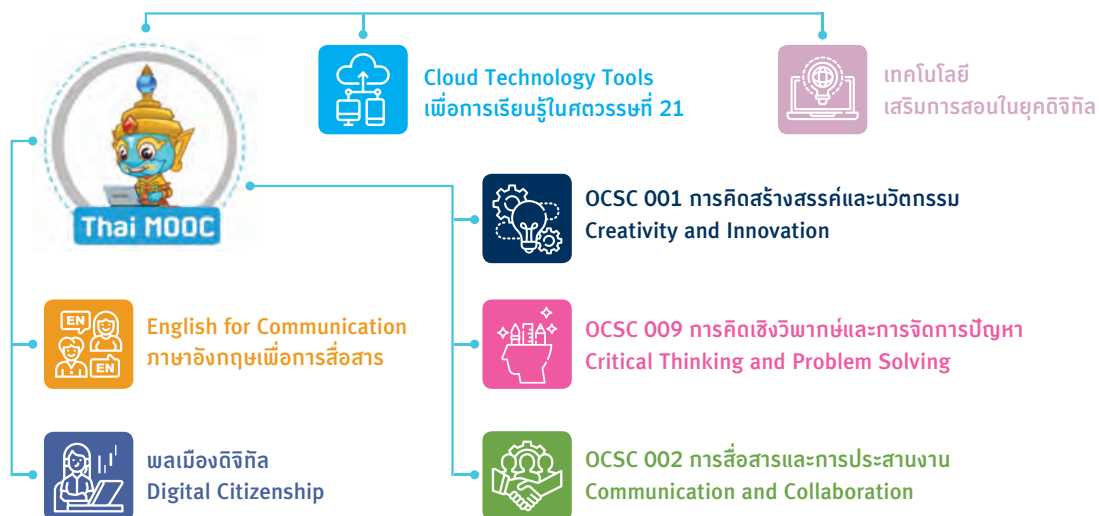 Thai MOOC
Cloud Technology Tools
เพื่อการเรียนรู้ในศตวรรษที่ 21
เทคโนโลยี
เสริมการสอนในยุคดิจิทัล
OCSC 001 การคิดสร้างสรรค์และนวัตกรรม
Creativity and Innovation
EN
EN
English for Communication
ภาษาอังกฤษเพื่อการสื่อสาร
OCSC 009 การคิดเชิงวิพากษ์และการจัดการปัญหา
Critical Thinking and Problem Solving
พลเมืองดิจิทัล
Digital Citizenship
OCSC 002 การสื่อสารและการประสานงาน
Communication and Collaboration